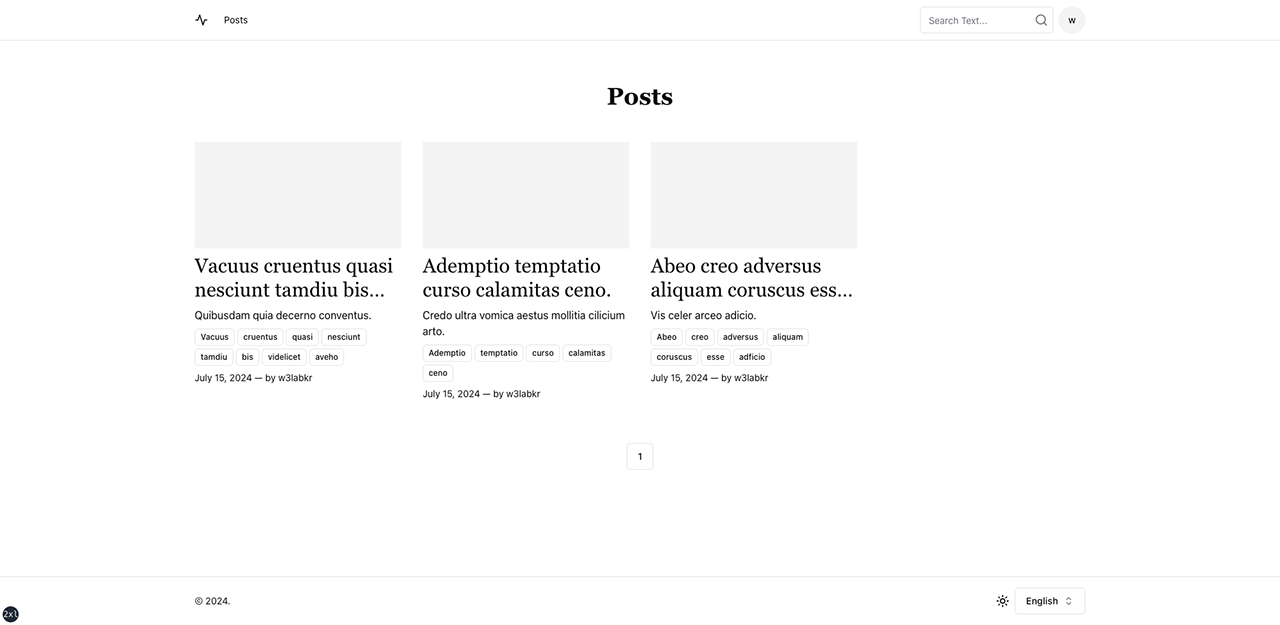 Posts
Search Text...
w
Posts
Vacuus cruentus quasi
nesciunt tamdiu bis...
Quibusdam quia decerno conventus.
Vacuus cruentus quasi nesciunt
tamdiu bis videlicet aveho
July 15, 2024 — by w3labkr
Ademptio temptatio
curso calamitas ceno.
Credo ultra vomica aestus mollitia cilicium
arto.
Ademptio temptatio curso calamitas
ceno
July 15, 2024 — by w3labkr
Abeo creo adversus
aliquam coruscus ess...
Vis celer arceo adicio.
Abeo creo adversus aliquam
coruscus esse adficio
July 15, 2024 — by w3labkr
1
© 2024.
English
2xl